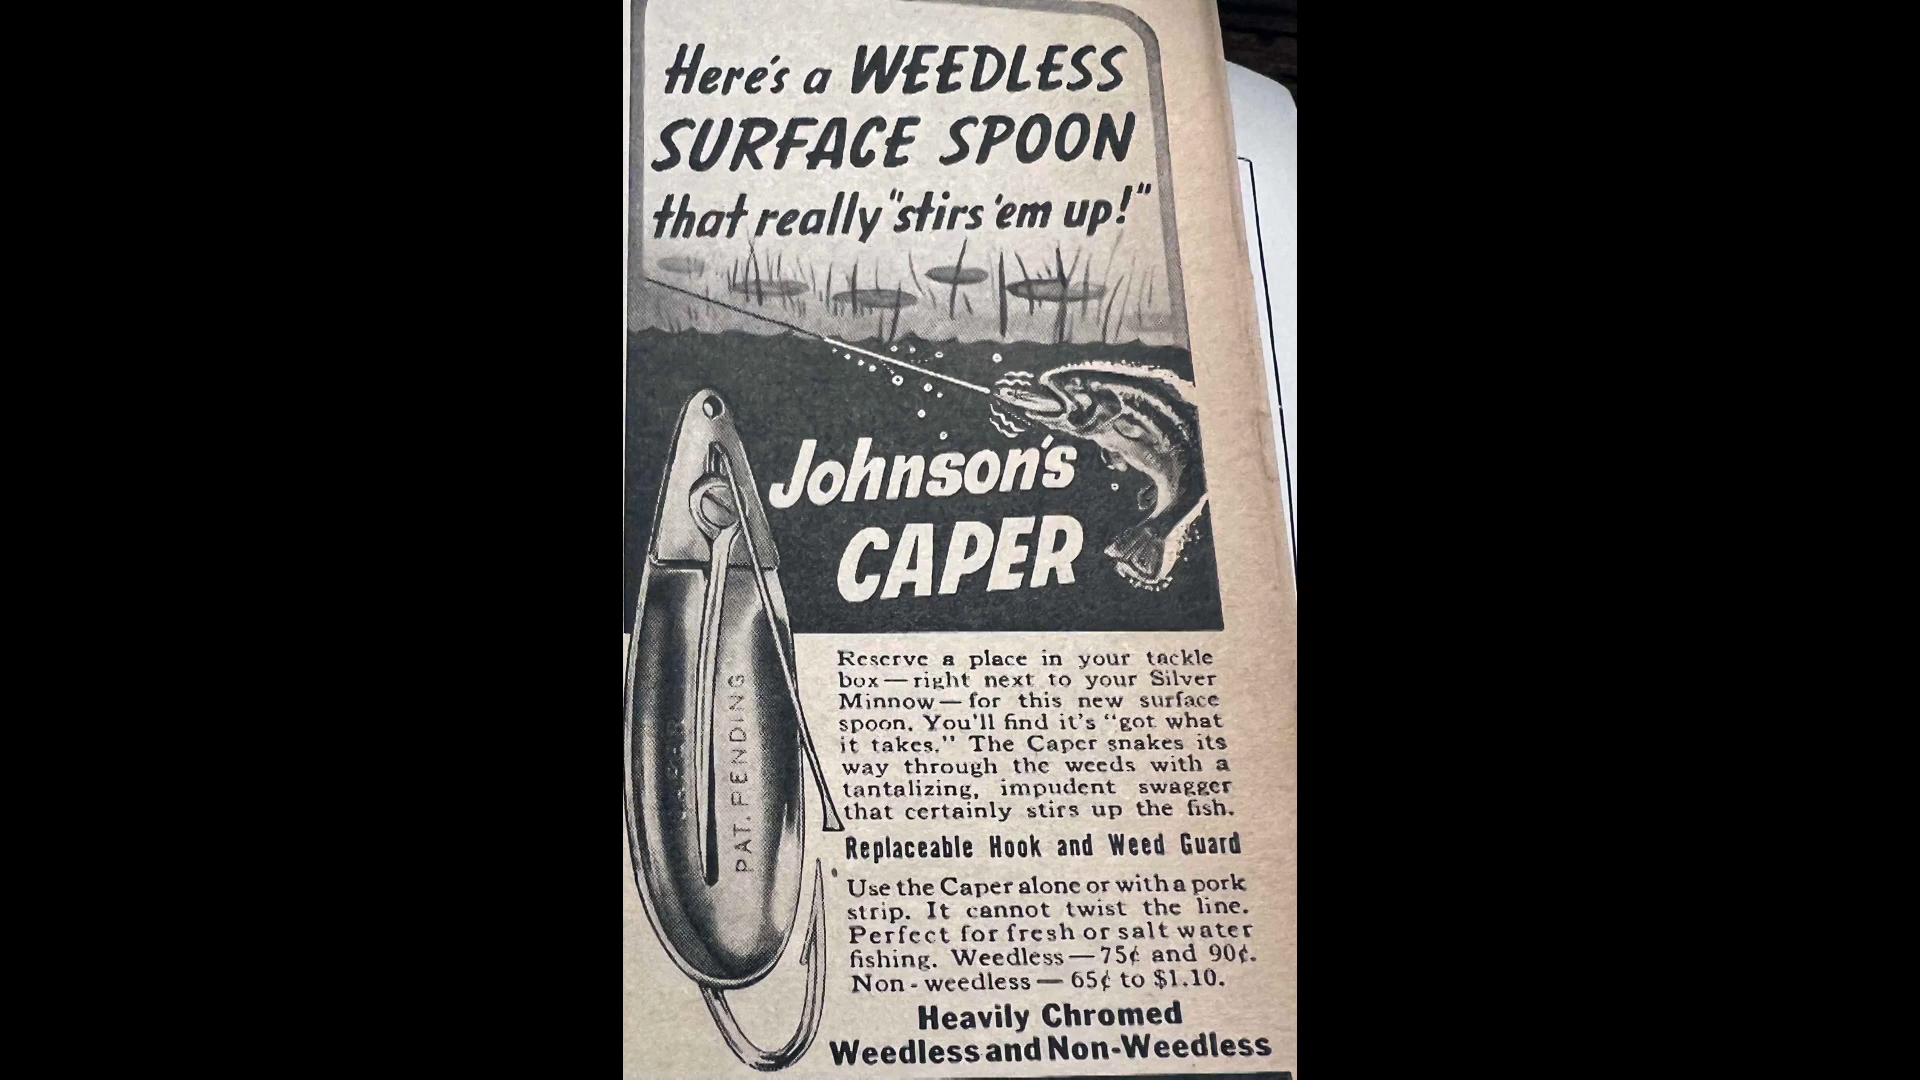 Here's a WEEDLESS
SURFACE SPOON
that really "stirs 'em up!"
Johnson's
CAPER
PAT. PENDING
Reserve a place in your tackle
box—right next to your Silver
Minnow—for this new surface
spoon. You'll find it's "got what
it takes." The Caper snakes its
way through the weeds with a
tantalizing, impudent swagger
that certainly stirs up the fish.
Replaceable Hook and Weed Guard
Use the Caper alone or with a pork
strip. It cannot twist the line.
Perfect for fresh or salt water
fishing. Weedless—75¢ and 90¢.
Non-weedless—65¢ to $1.10.
Heavily Chromed
Weedless and Non-Weedless